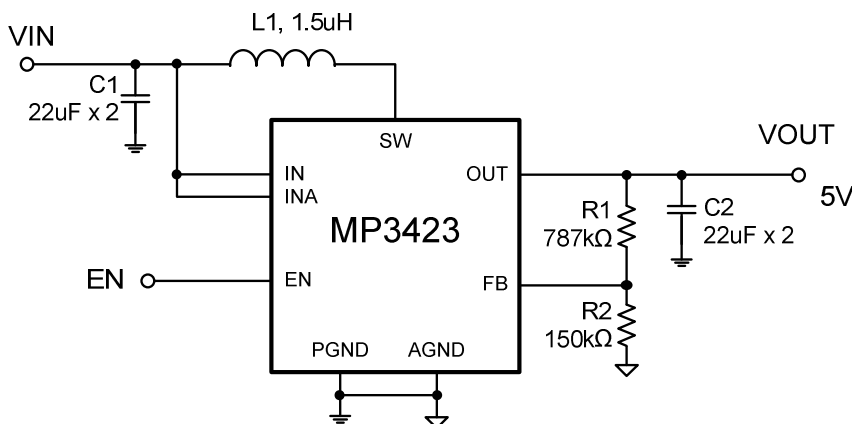 L1, 1.5uH
VIN
C1
22uF x 2
SW
VOUT
IN
OUT
INA
5V
R1
787kΩ
C2
22uF x 2
MP3423
EN
EN
FB
R2
150kΩ
PGND
AGND